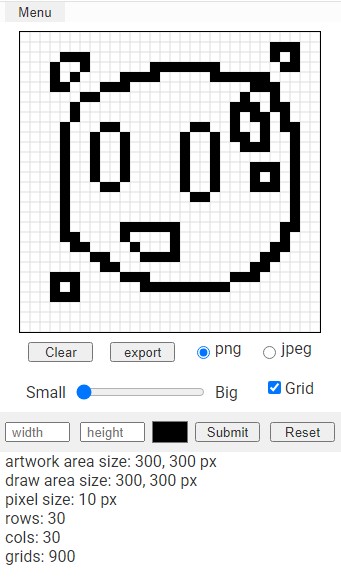 Menu
Clear export png jpeg
Small Big Grid
width height Submit Reset
artwork area size: 300, 300 px
draw area size: 300, 300 px
pixel size: 10 px
rows: 30
cols: 30
grids: 900